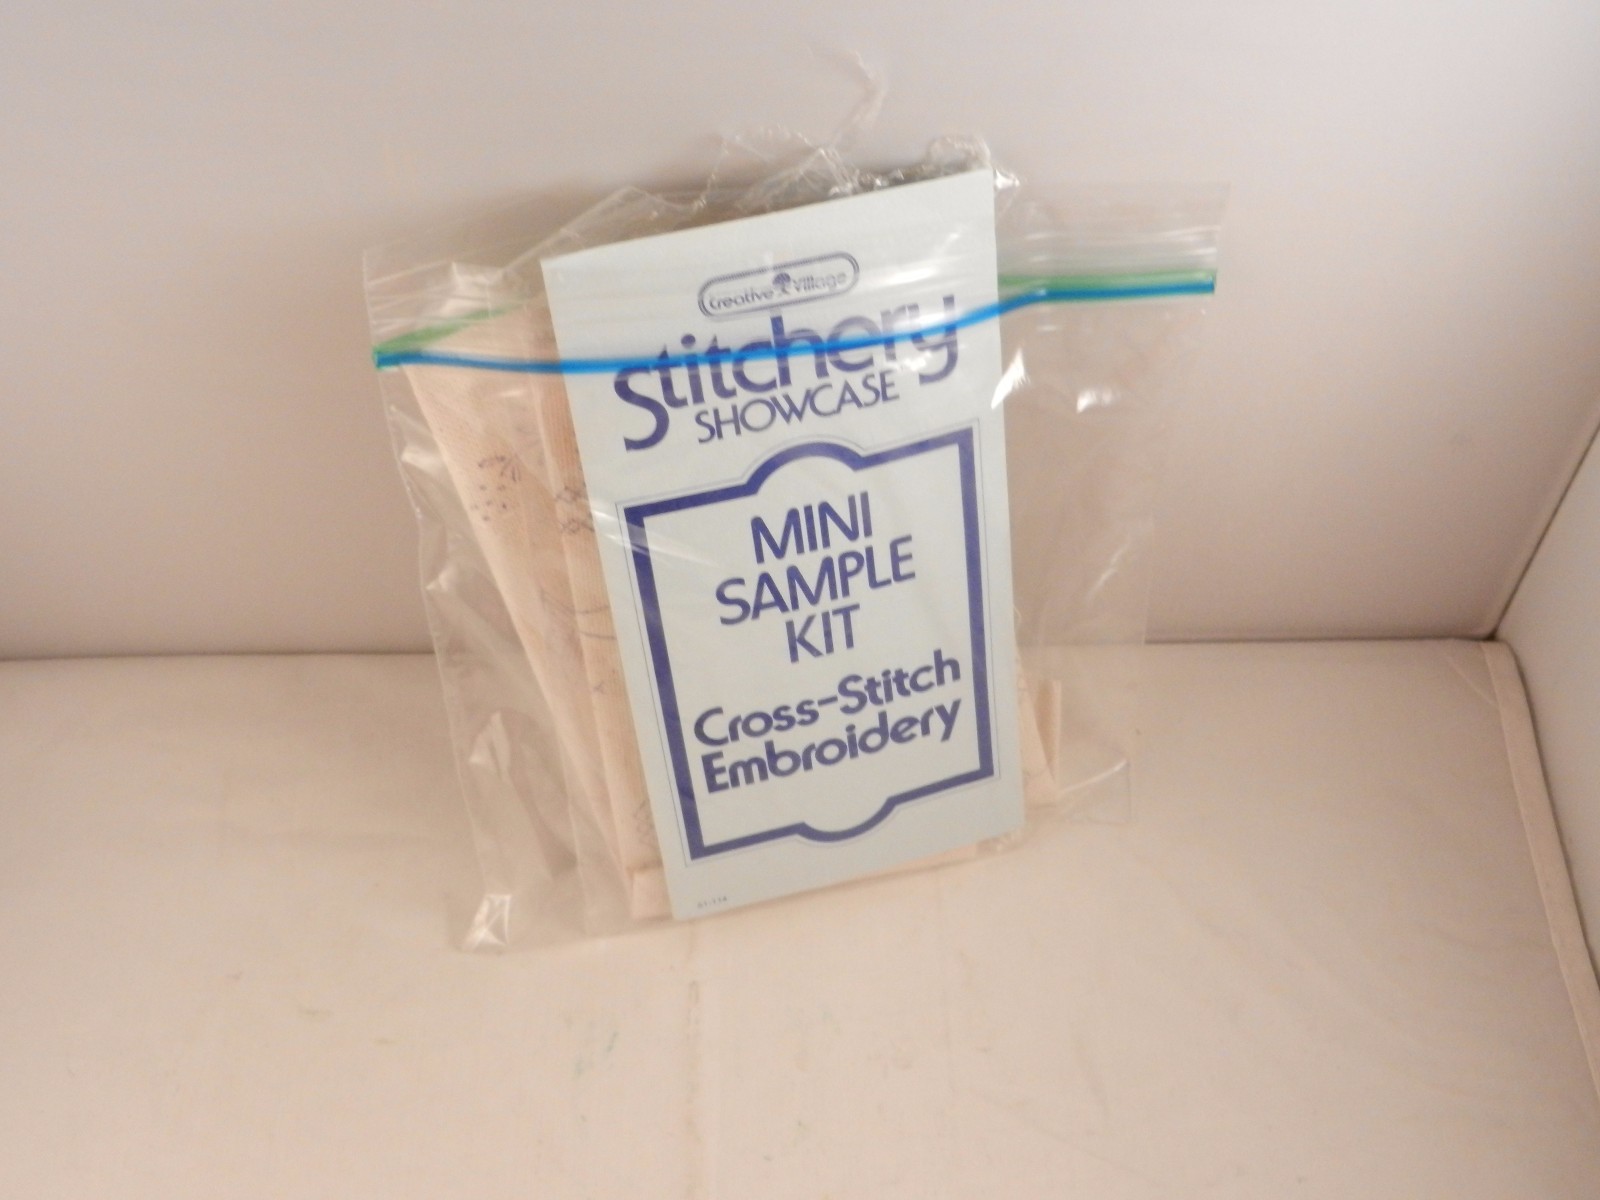 Creative Village
Stitchery
SHOWCASE
MINI
SAMPLE
KIT
Cross-Stitch
Embroidery